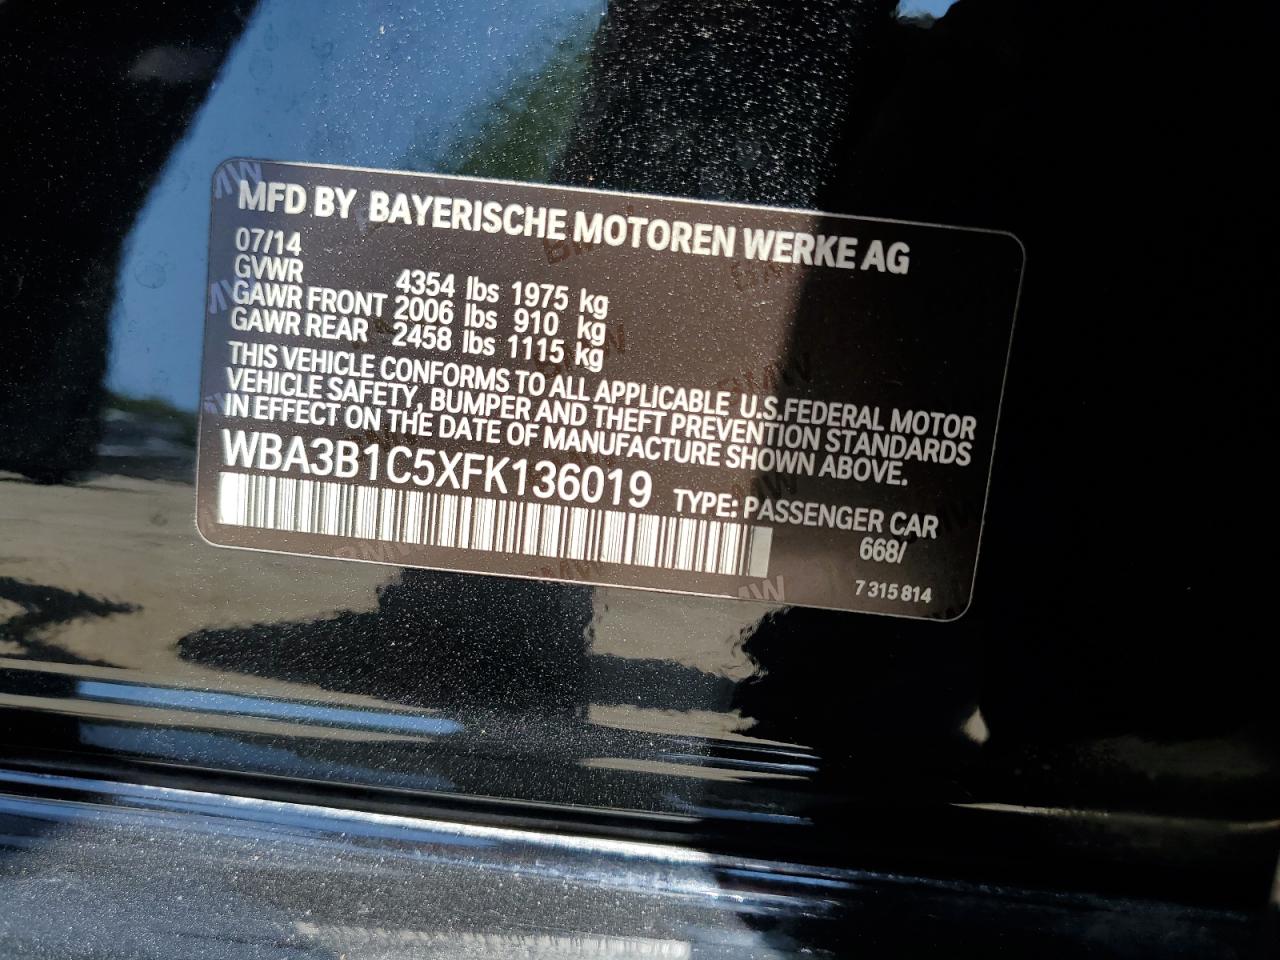 MFD BY BAYERISCHE MOTOREN WERKE AG
07/14
GVWR 4354 lbs 1975 kg
GAWR FRONT 2006 lbs 910 kg
GAWR REAR 2458 lbs 1115 kg
THIS VEHICLE CONFORMS TO ALL APPLICABLE U.S.FEDERAL MOTOR
VEHICLE SAFETY, BUMPER AND THEFT PREVENTION STANDARDS
IN EFFECT ON THE DATE OF MANUFACTURE SHOWN ABOVE.
WBA3B1C5XFK136019 TYPE: PASSENGER CAR
668/
7 315 814